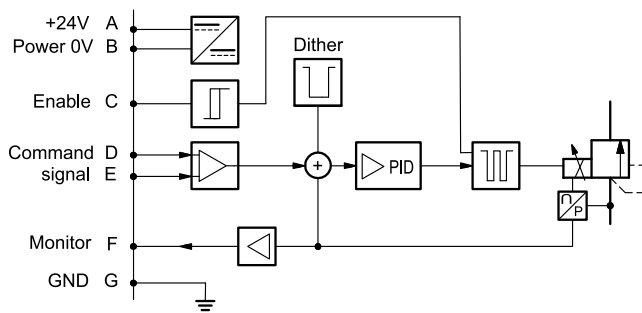 +24V A
Power 0V B
Dither
Enable C
Command D
signal E
+
PID
Monitor F
GND G
P